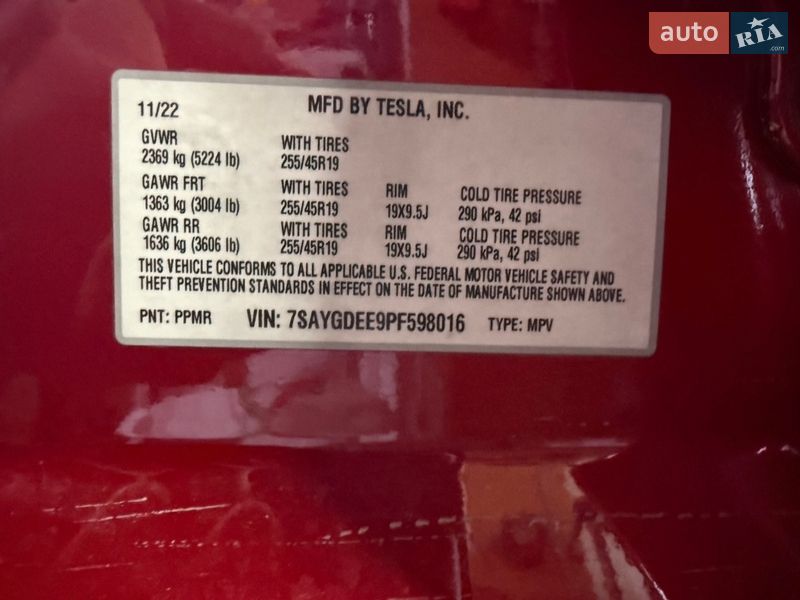 auto RIA.com
11/22 MFD BY TESLA, INC.
GVWR WITH TIRES
2369 kg (5224 lb) 255/45R19
GAWR FRT WITH TIRES RIM COLD TIRE PRESSURE
1363 kg (3004 lb) 255/45R19 19X9.5J 290 kPa, 42 psi
GAWR RR WITH TIRES RIM COLD TIRE PRESSURE
1636 kg (3606 lb) 255/45R19 19X9.5J 290 kPa, 42 psi
THIS VEHICLE CONFORMS TO ALL APPLICABLE U.S. FEDERAL MOTOR VEHICLE SAFETY AND
THEFT PREVENTION STANDARDS IN EFFECT ON THE DATE OF MANUFACTURE SHOWN ABOVE.
PNT: PPMR VIN: 7SAYGDEE9PF598016 TYPE: MPV